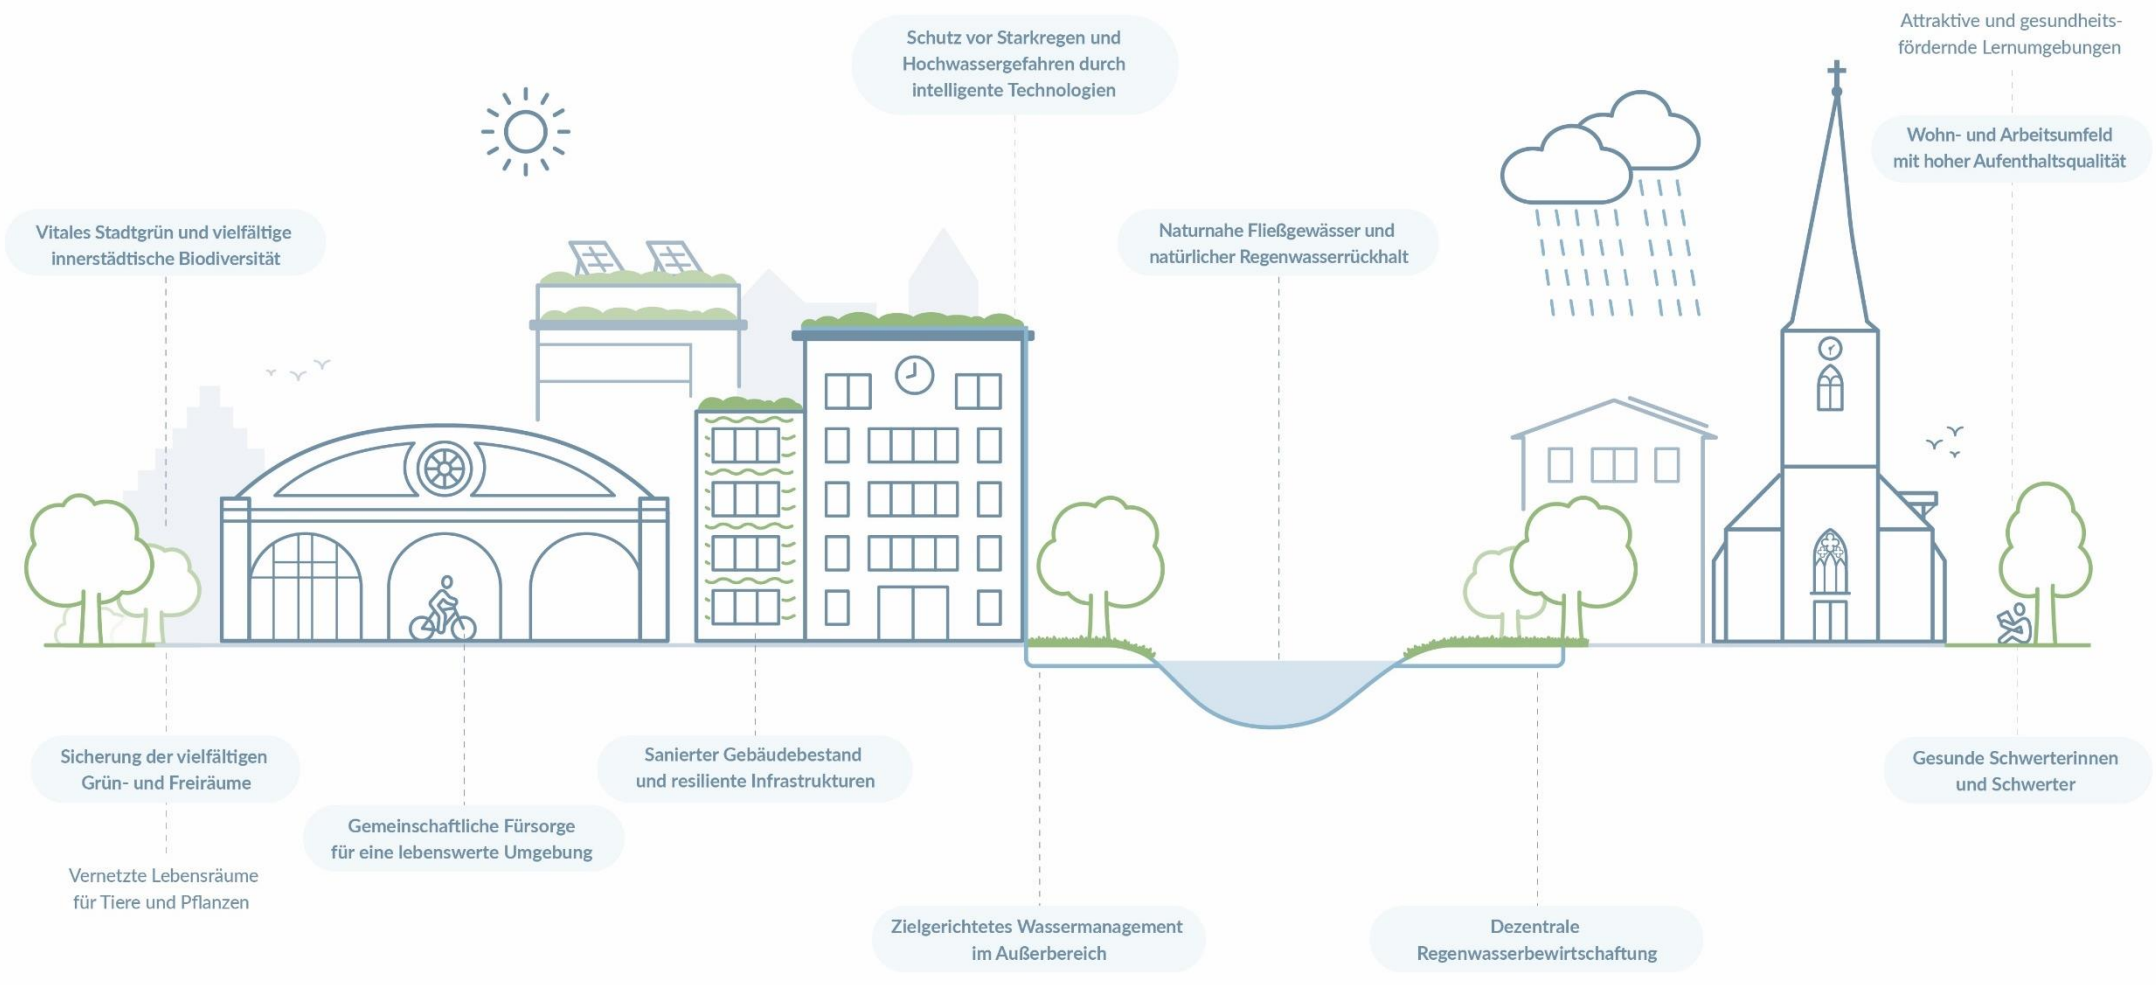 Schutz vor Starkregen und
Hochwassergefahren durch
intelligente Technologien
Attraktive und gesundheits-
fördernde Lernumgebungen
Wohn- und Arbeitsumfeld
mit hoher Aufenthaltsqualität
Vitales Stadtgrün und vielfältige
innerstädtische Biodiversität
Naturnahe Fließgewässer und
natürlicher Regenwasserrückhalt
Sicherung der vielfältigen
Grün- und Freiräume
Sanierter Gebäudebestand
und resiliente Infrastrukturen
Gesunde Schwerterinnen
und Schwerter
Gemeinschaftliche Fürsorge
für eine lebenswerte Umgebung
Vernetzte Lebensräume
für Tiere und Pflanzen
Zielgerichtetes Wassermanagement
im Außerbereich
Dezentrale
Regenwasserbewirtschaftung